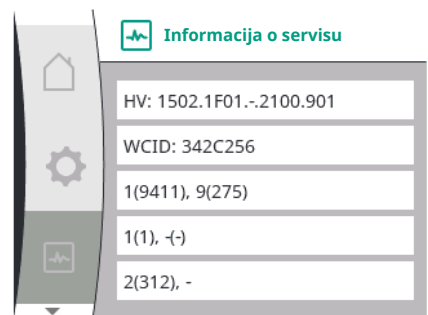 Informacija o servisu
HV: 1502.1F01.-.2100.901
WCID: 342C256
1(9411), 9(275)
1(1), -(-)
2(312), -